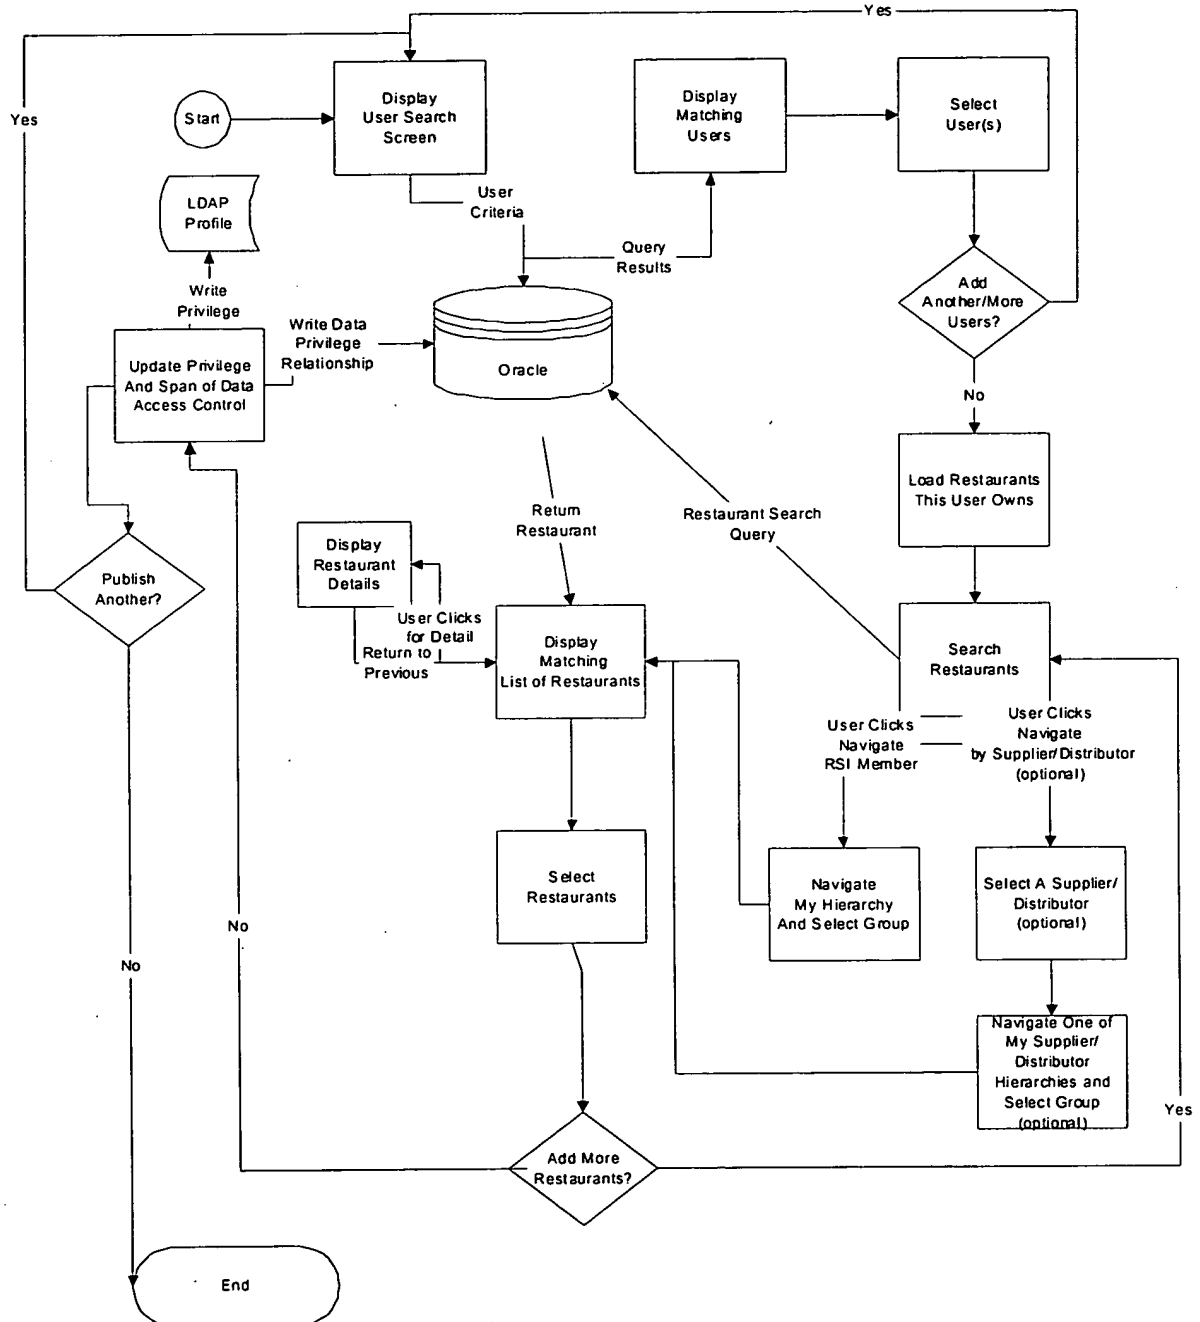 Yes
Yes
Start
Display
User Search
Screen
Display
Matching
Users
Select
User(s)
LDAP
Profile
User
Criteria
Query
Results
Add
Another/More
Users?
Write
Privilege
Write Data
Privilege
Relationship
Update Privilege
And Span of Data
Access Control
Oracle
No
Load Restaurants
This User Owns
Return
Restaurant
Restaurant Search
Query
Display
Restaurant
Details
Publish
Another?
User Clicks
for Detail
Return to
Previous
Display
Matching
List of Restaurants
Search
Restaurants
User Clicks
Navigate
RSI Member
User Clicks
Navigate
by Supplier/Distributor
(optional)
Select
Restaurants
Navigate
My Hierarchy
And Select Group
Select A Supplier/
Distributor
(optional)
No
No
Navigate One of
My Supplier/
Distributor
Hierarchies and
Select Group
(optional)
Yes
Add More
Restaurants?
End